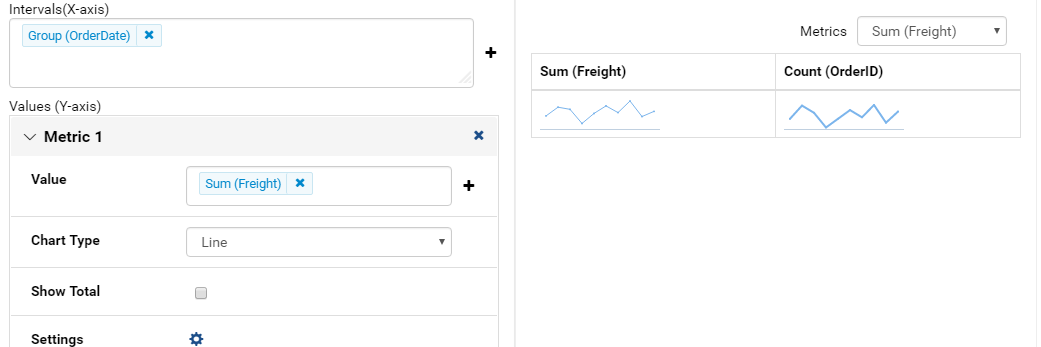 Intervals(X-axis)
Group (OrderDate)
Values (Y-axis)
Metric 1
Value
Sum (Freight)
Chart Type
Line
Show Total
Settings
Metrics
Sum (Freight)
Sum (Freight) Count (OrderID)